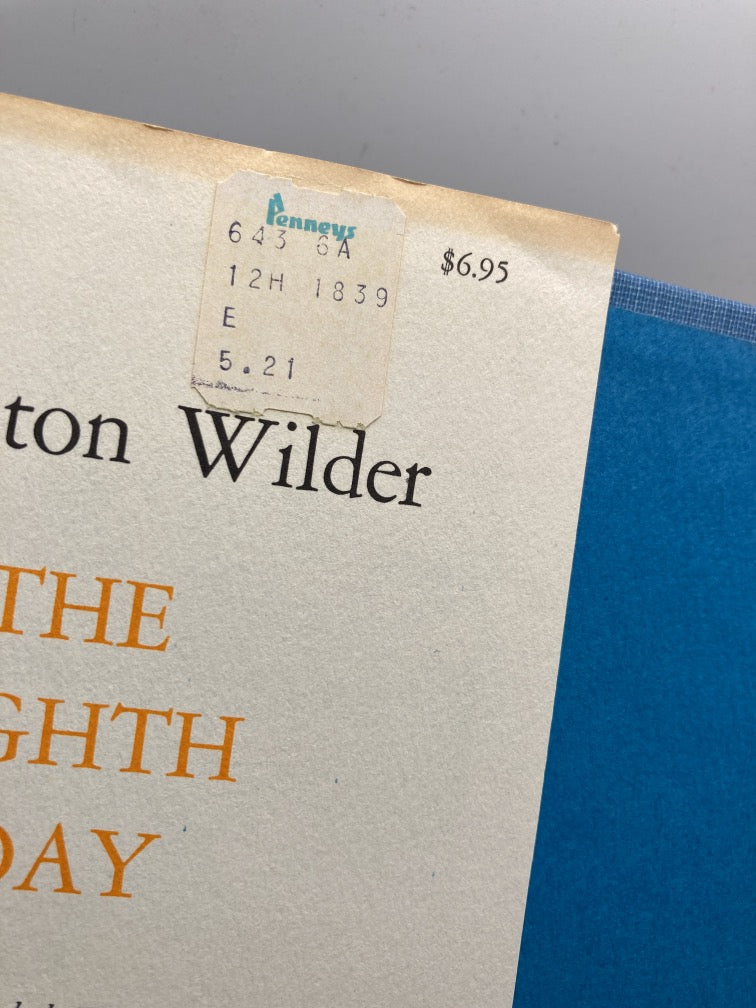 Penneys
643 6A
12H 1839
E
5.21
$6.95
ton Wilder
THE
GHTH
DAY